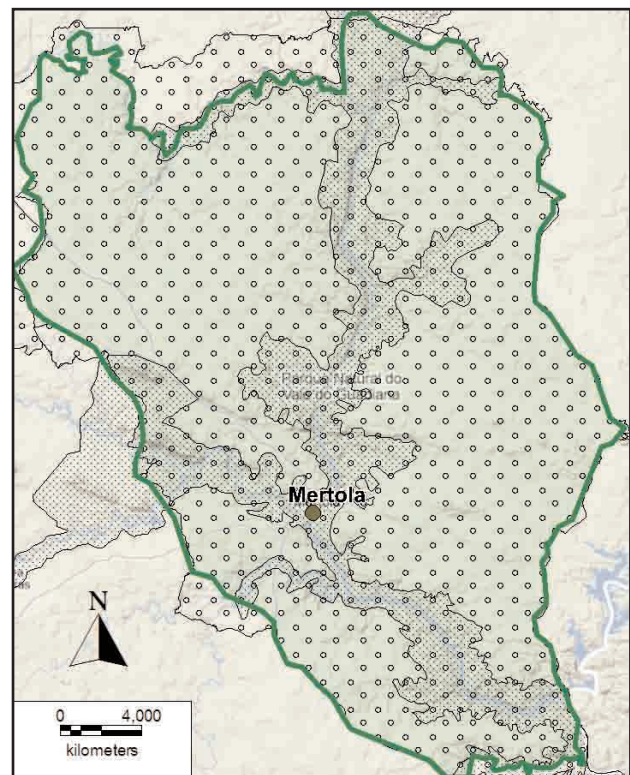 Parque Natural do
Vale do Guadiana
Mertola
N
0 4,000
kilometers